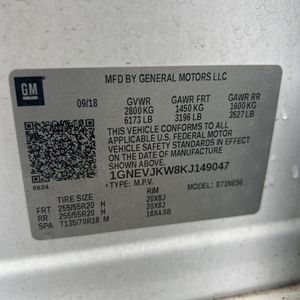 GM
MFD BY GENERAL MOTORS LLC
09/18 GVWR GAWR FRT GAWR RR
2800 KG 1450 KG 1600 KG
6173 LB 3196 LB 3527 LB
THIS VEHICLE CONFORMS TO ALL
APPLICABLE U.S. FEDERAL MOTOR
VEHICLE SAFETY STANDARDS IN EFFECT ON
THE DATE OF MANUFACTURE SHOWN ABOVE.
1GNEVJKW8KJ149047
TYPE: M.P.V. MODEL:
S624
RIM
FRT 255/55R20 H 20X8J
RR 255/55R20 H 20X8J
SPA T135/70R18 M 18X4.5B